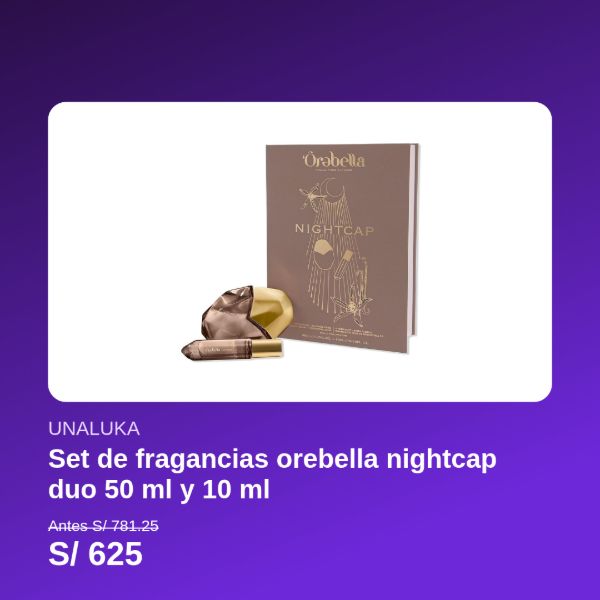 Orebella
NIGHTCAP
UNALUKA
Set de fragancias orebella nightcap
duo 50 ml y 10 ml
Antes S/ 781.25
S/ 625